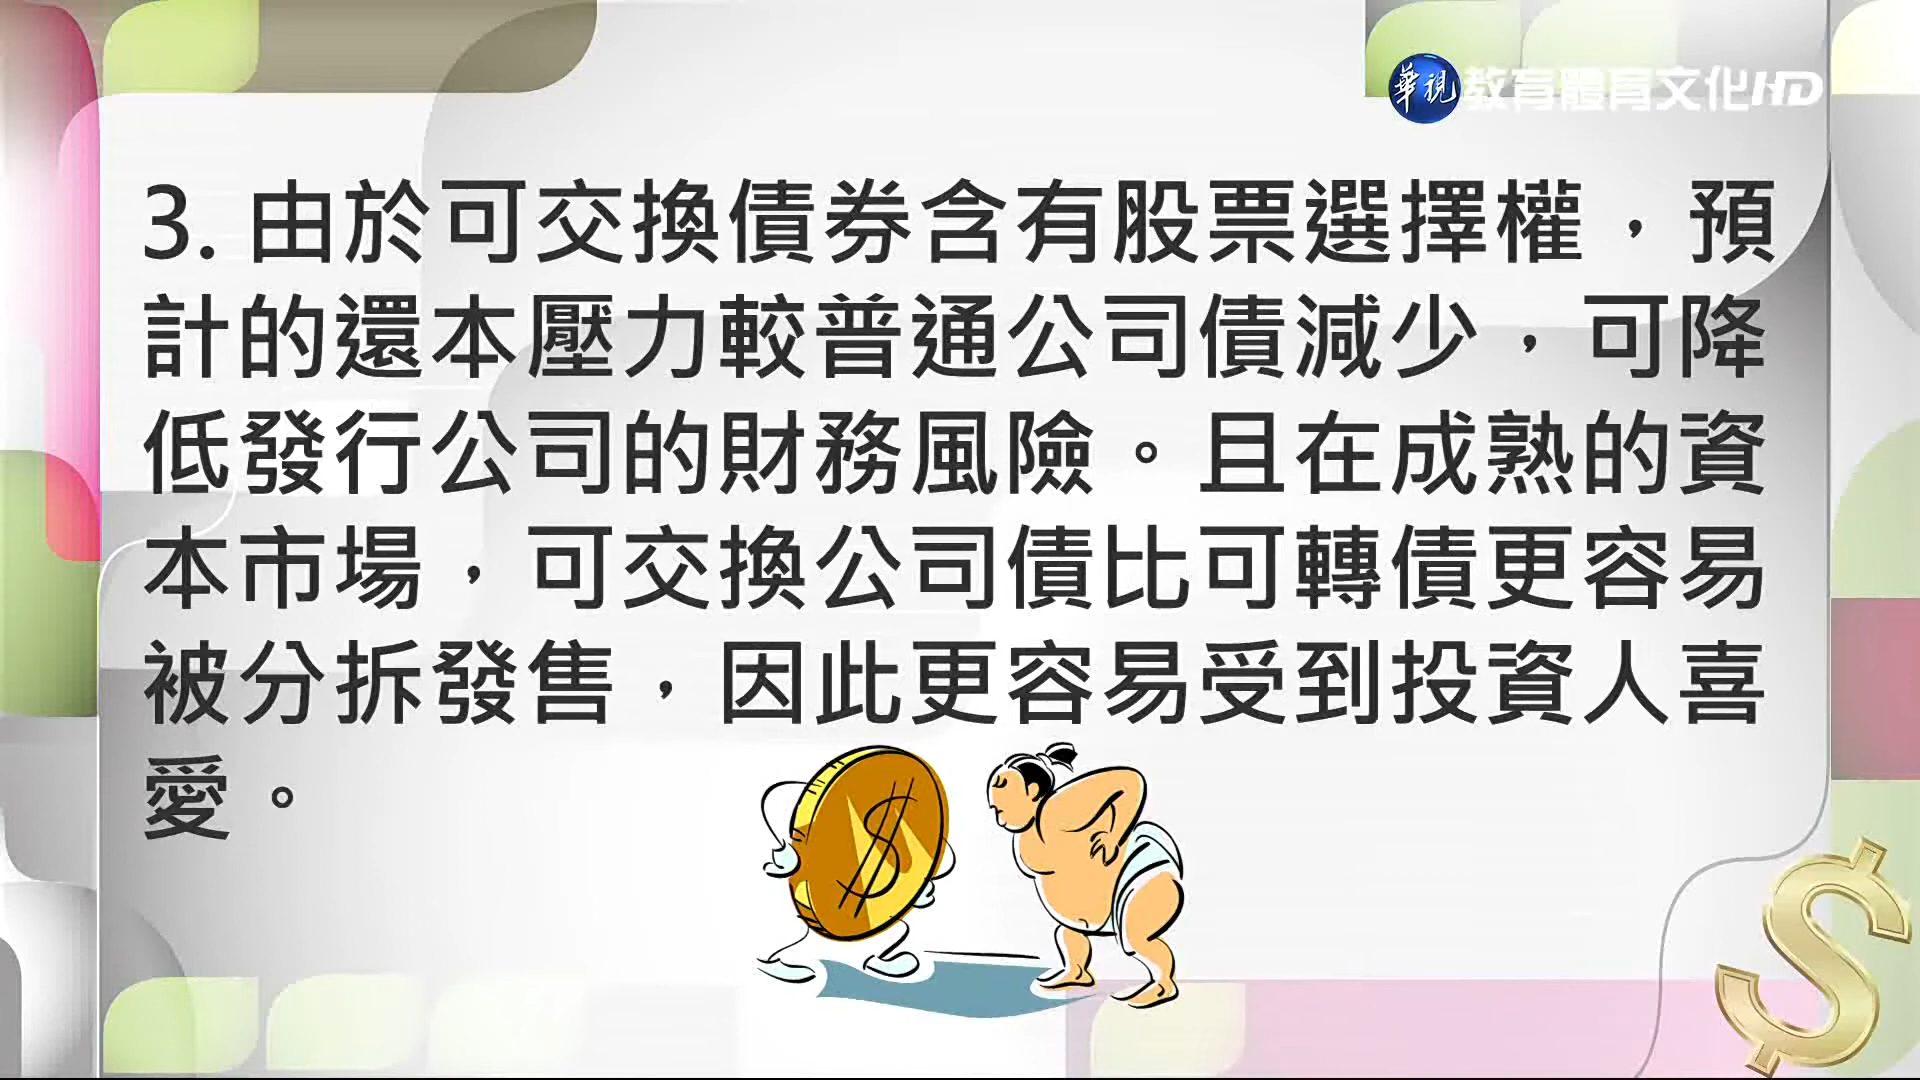 華視 教育體育文化HD
3. 由於可交換債券含有股票選擇權，預
計的還本壓力較普通公司債減少，可降
低發行公司的財務風險。且在成熟的資
本市場，可交換公司債比可轉債更容易
被分拆發售，因此更容易受到投資人喜
愛。
$
$